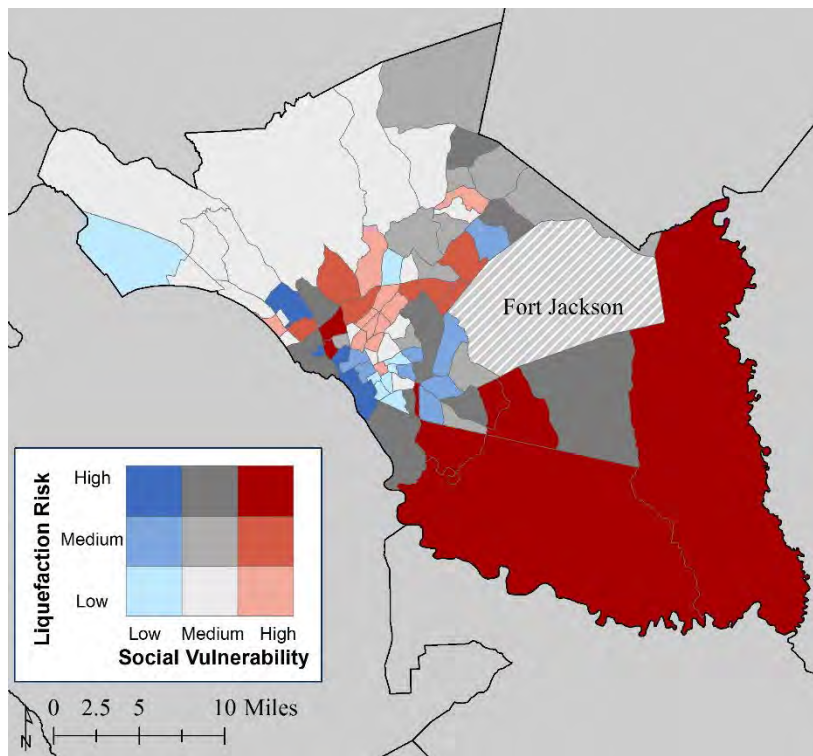 Fort Jackson
Liquefaction Risk
High
Medium
Low
Low Medium High
Social Vulnerability
N
0 2.5 5 10 Miles